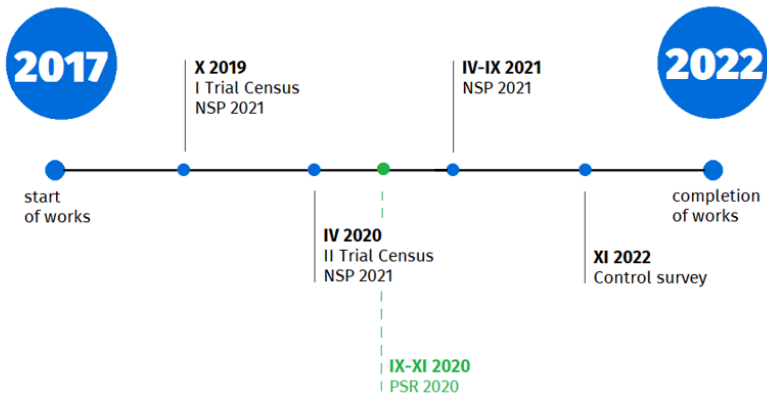 2017
2022
X 2019
I Trial Census
NSP 2021
IV-IX 2021
NSP 2021
start
of works
completion
of works
IV 2020
II Trial Census
NSP 2021
XI 2022
Control survey
IX-XI 2020
PSR 2020